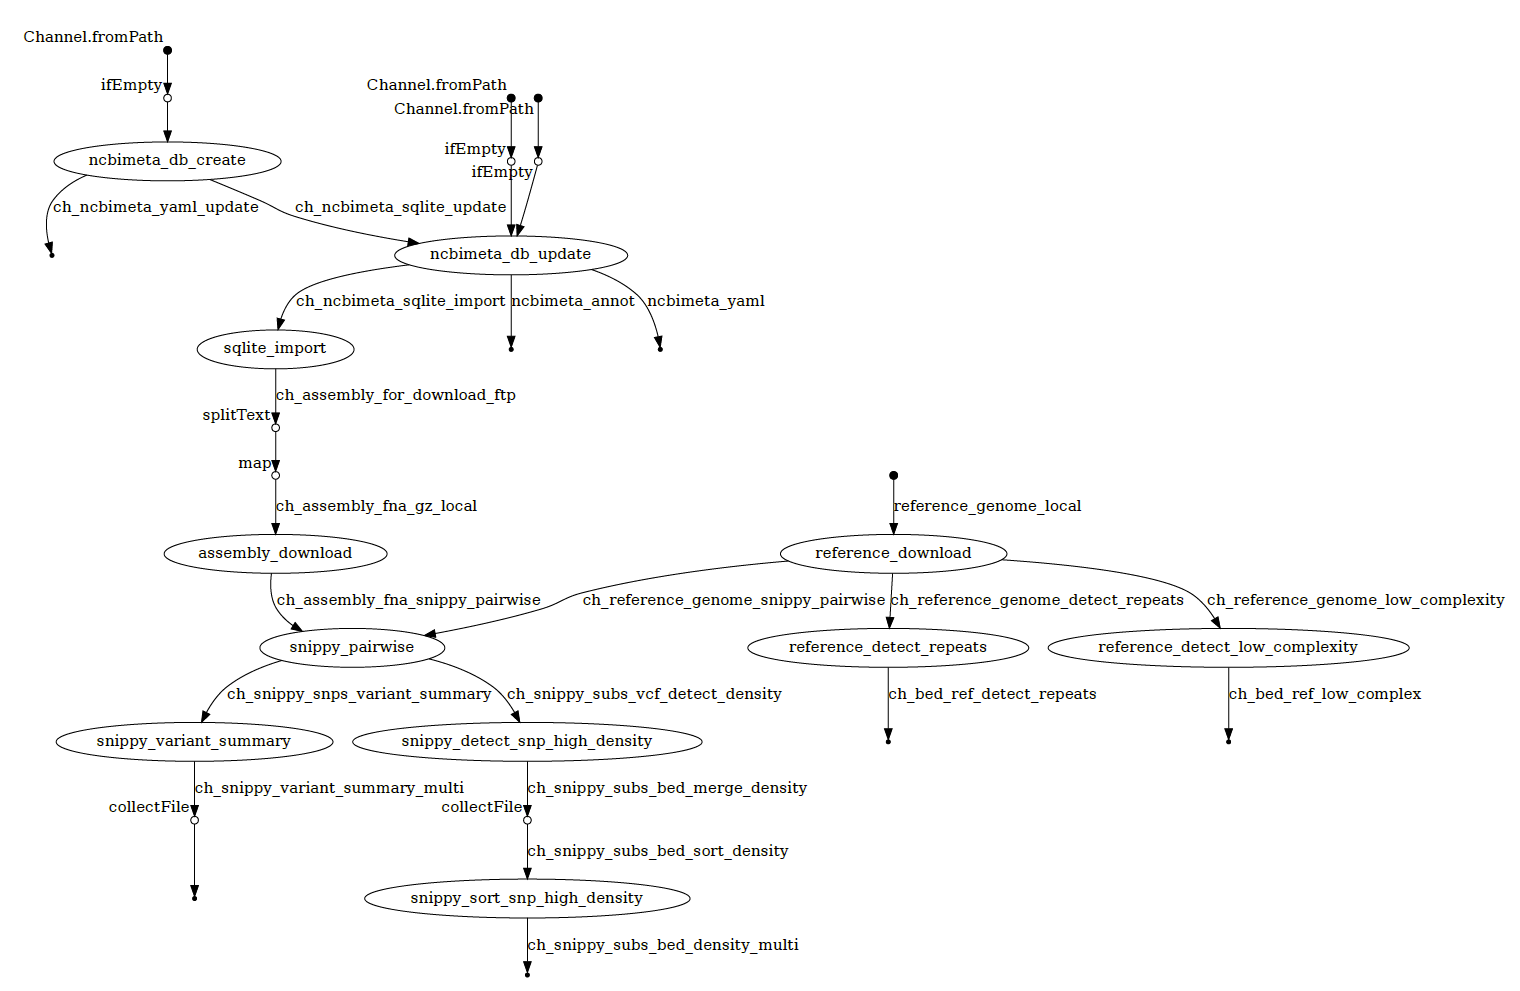 Channel.fromPath
ifEmpty
Channel.fromPath
Channel.fromPath
ifEmpty
ncbimeta_db_create
ifEmpty
ch_ncbimeta_yaml_update
ch_ncbimeta_sqlite_update
ncbimeta_db_update
ch_ncbimeta_sqlite_import
ncbimeta_annot
ncbimeta_yaml
sqlite_import
ch_assembly_for_download_ftp
splitText
map
ch_assembly_fna_gz_local
reference_genome_local
assembly_download
reference_download
ch_assembly_fna_snippy_pairwise
ch_reference_genome_snippy_pairwise
ch_reference_genome_detect_repeats
ch_reference_genome_low_complexity
snippy_pairwise
reference_detect_repeats
reference_detect_low_complexity
ch_snippy_snps_variant_summary
ch_snippy_subs_vcf_detect_density
ch_bed_ref_detect_repeats
ch_bed_ref_low_complex
snippy_variant_summary
snippy_detect_snp_high_density
ch_snippy_variant_summary_multi
ch_snippy_subs_bed_merge_density
collectFile
collectFile
ch_snippy_subs_bed_sort_density
snippy_sort_snp_high_density
ch_snippy_subs_bed_density_multi